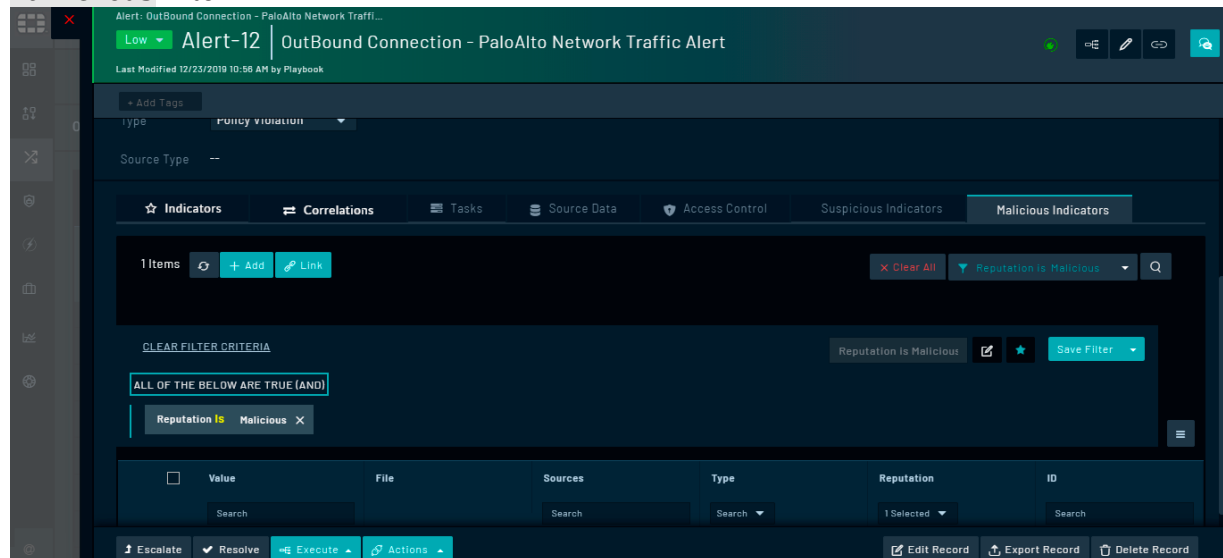 Alert: OutBound Connection - PaloAlto Network Traffi...
Low Alert-12 OutBound Connection - PaloAlto Network Traffic Alert
Last Modified 12/23/2019 10:56 AM by Playbook
+ Add Tags
Type Policy Violation
Source Type --
Indicators Correlations Tasks Source Data Access Control Suspicious Indicators Malicious Indicators
1 Items + Add Link X Clear All Reputation is Malicious
CLEAR FILTER CRITERIA Reputation is Malicious Save Filter
ALL OF THE BELOW ARE TRUE (AND)
Reputation Is Malicious X
Value File Sources Type Reputation ID
Search Search Search 1 Selected Search
Escalate Resolve Execute Actions Edit Record Export Record Delete Record